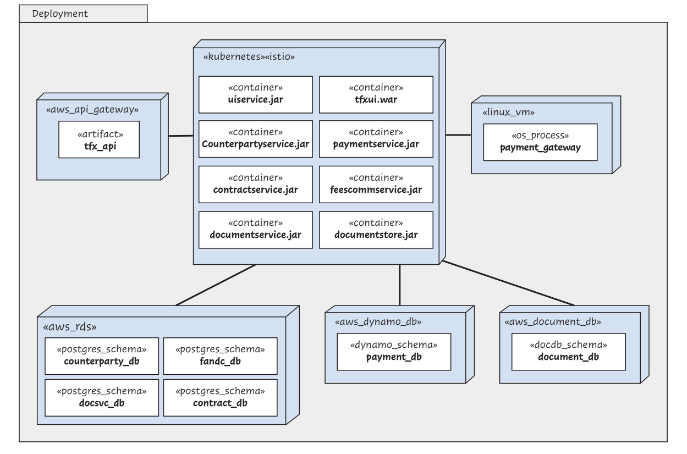 Deployment
«kubernetes»«istio»
«container»
uiservice.jar
«container»
tfxui.war
«container»
Counterpartyservice.jar
«container»
paymentservice.jar
«container»
contractservice.jar
«container»
feescommservice.jar
«container»
documentservice.jar
«container»
documentstore.jar
«aws_api_gateway»
«artifact»
tfx_api
«linux_vm»
«os_process»
payment_gateway
«aws_rds»
«postgres_schema»
counterparty_db
«postgres_schema»
fandc_db
«postgres_schema»
docsvc_db
«postgres_schema»
contract_db
«aws_dynamo_db»
«dynamo_schema»
payment_db
«aws_document_db»
«docdb_schema»
document_db